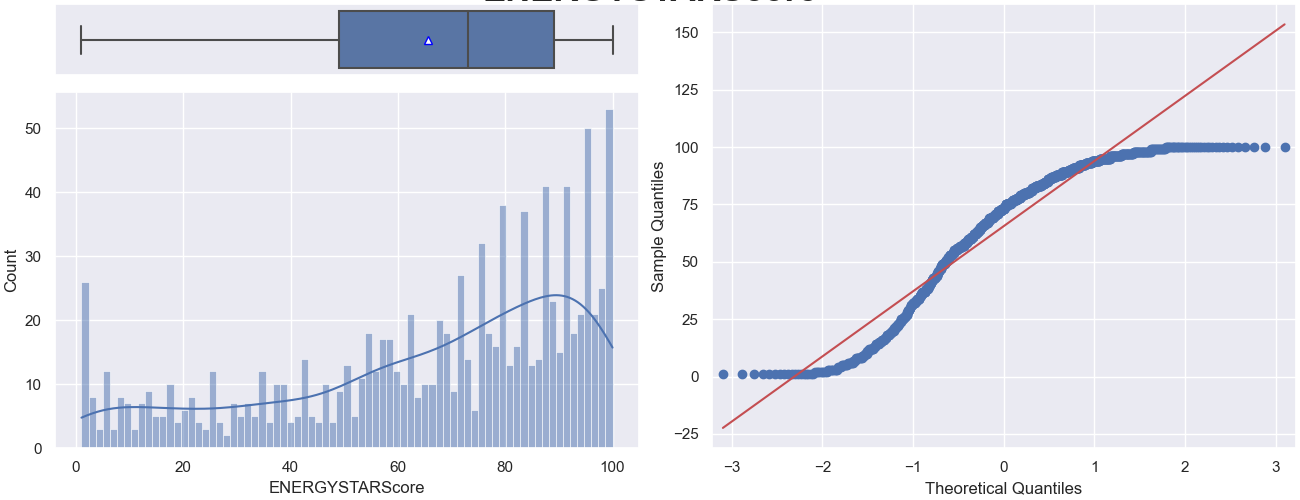 ENERGYSTARScore
50
40
30
20
10
0
Count
0 20 40 60 80 100
ENERGYSTARScore
150
125
100
75
50
25
0
−25
Sample Quantiles
−3 −2 −1 0 1 2 3
Theoretical Quantiles